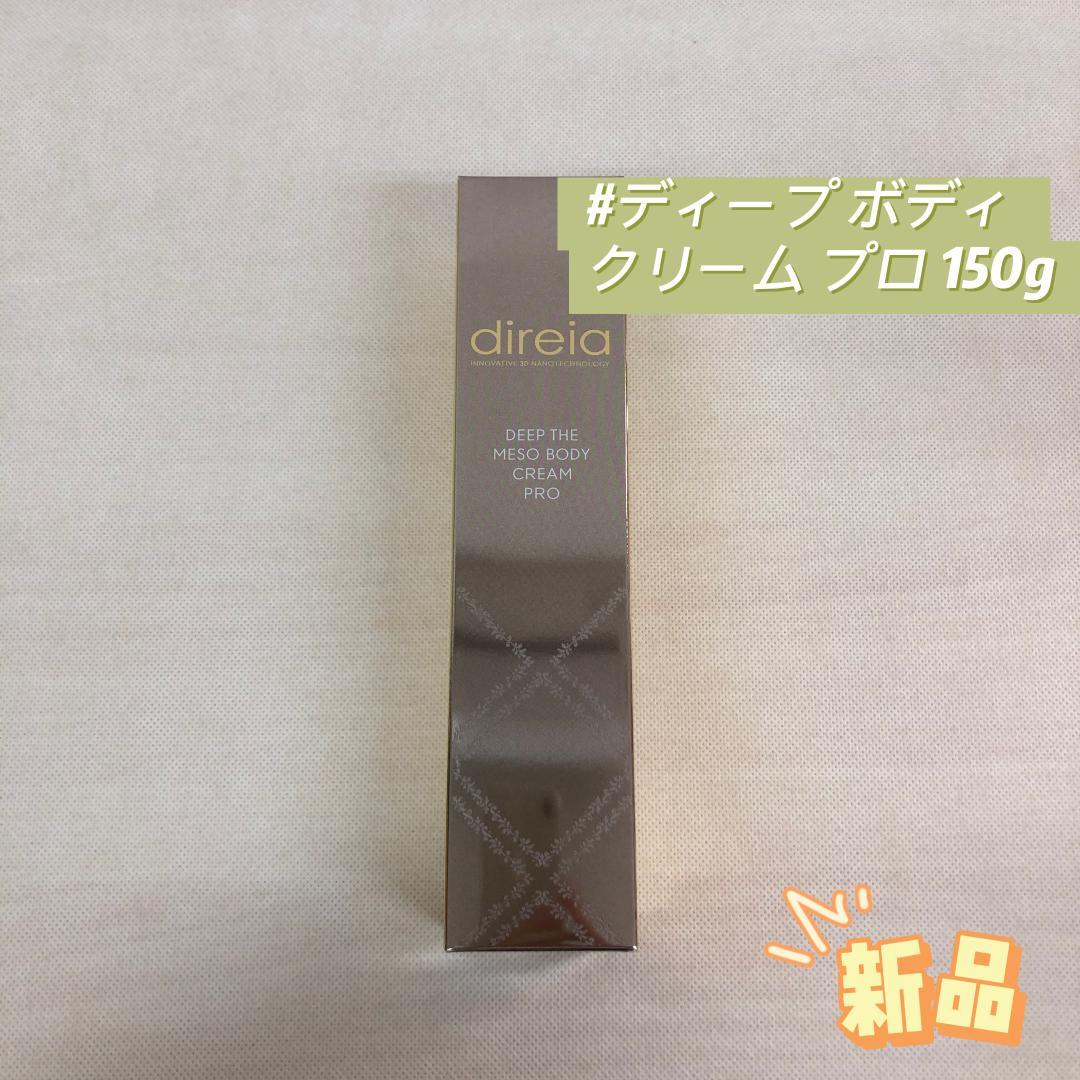 #ディープ ボディ
クリーム プロ 150g
direia
INNOVATIVE 3D NANOTECHNOLOGY
DEEP THE
MESO BODY
CREAM
PRO
新品